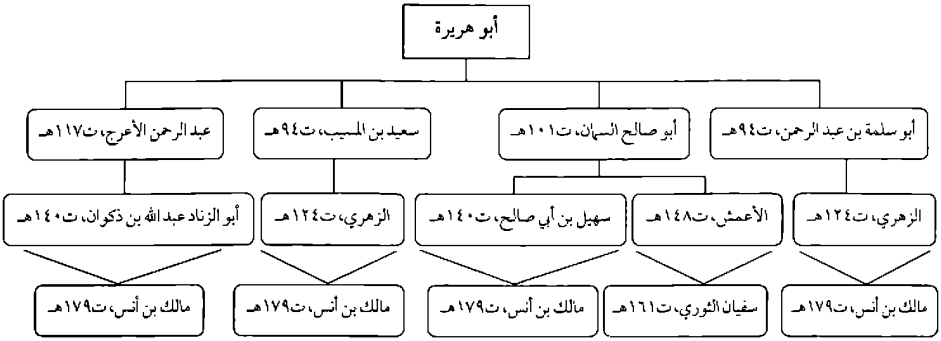 أبو هريرة
أبو سلمة بن عبد الرحمن، ت٩٤هـ
أبو صالح السمان، ت١٠١هـ
سعيد بن المسيب، ت٩٤هـ
عبد الرحمن الأعرج، ت١١٧هـ
الزهري، ت١٢٤هـ
الأعمش، ت١٤٨هـ
سهيل بن أبي صالح، ت١٤٠هـ
الزهري، ت١٢٤هـ
أبو الزناد عبد الله بن ذكوان، ت١٤٠هـ
مالك بن أنس، ت١٧٩هـ
سفيان الثوري، ت١٦١هـ
مالك بن أنس، ت١٧٩هـ
مالك بن أنس، ت١٧٩هـ
مالك بن أنس، ت١٧٩هـ